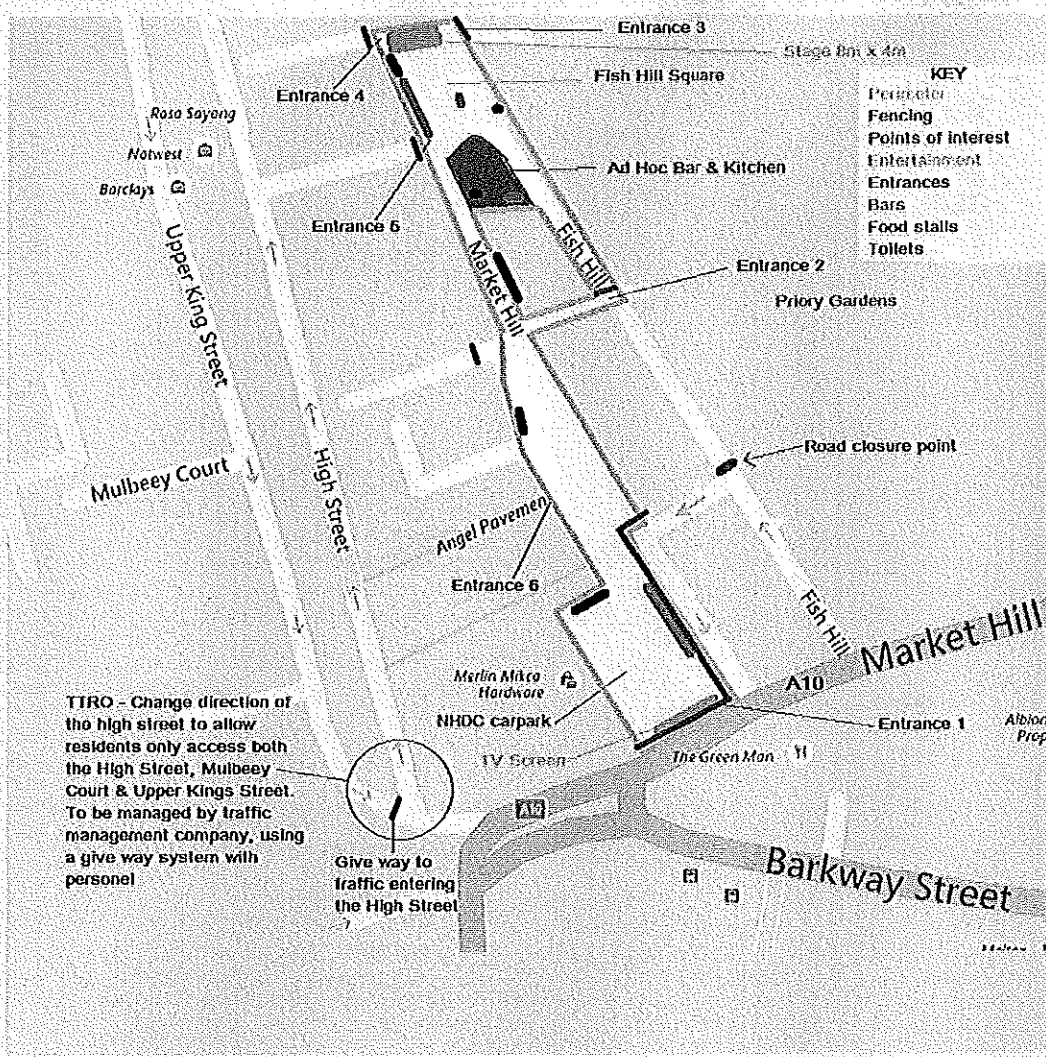 Entrance 3
Stage 8m x 4m
Fish Hill Square
Entrance 4
KEY
Perimeter
Fencing
Points of interest
Entertainment
Entrances
Bars
Food stalls
Toilets
Rosa Sayong
Natwest
Barclays
Ad Hoc Bar & Kitchen
Entrance 5
Upper King Street
Market Hill
Fish Hill
Entrance 2
Priory Gardens
Mulbeey Court
High Street
Road closure point
Angel Pavemen
Entrance 6
Fish Hill
Market Hill
A10
Merlin Mikro
Hardware
NHDC carpark
Entrance 1
Albion
Prop
TV Screen
The Green Man
TTRO - Change direction of
the high street to allow
residents only access both
the High Street, Mulbeey
Court & Upper Kings Street.
To be managed by traffic
management company, using
a give way system with
personel
A10
Give way to
traffic entering
the High Street
Barkway Street